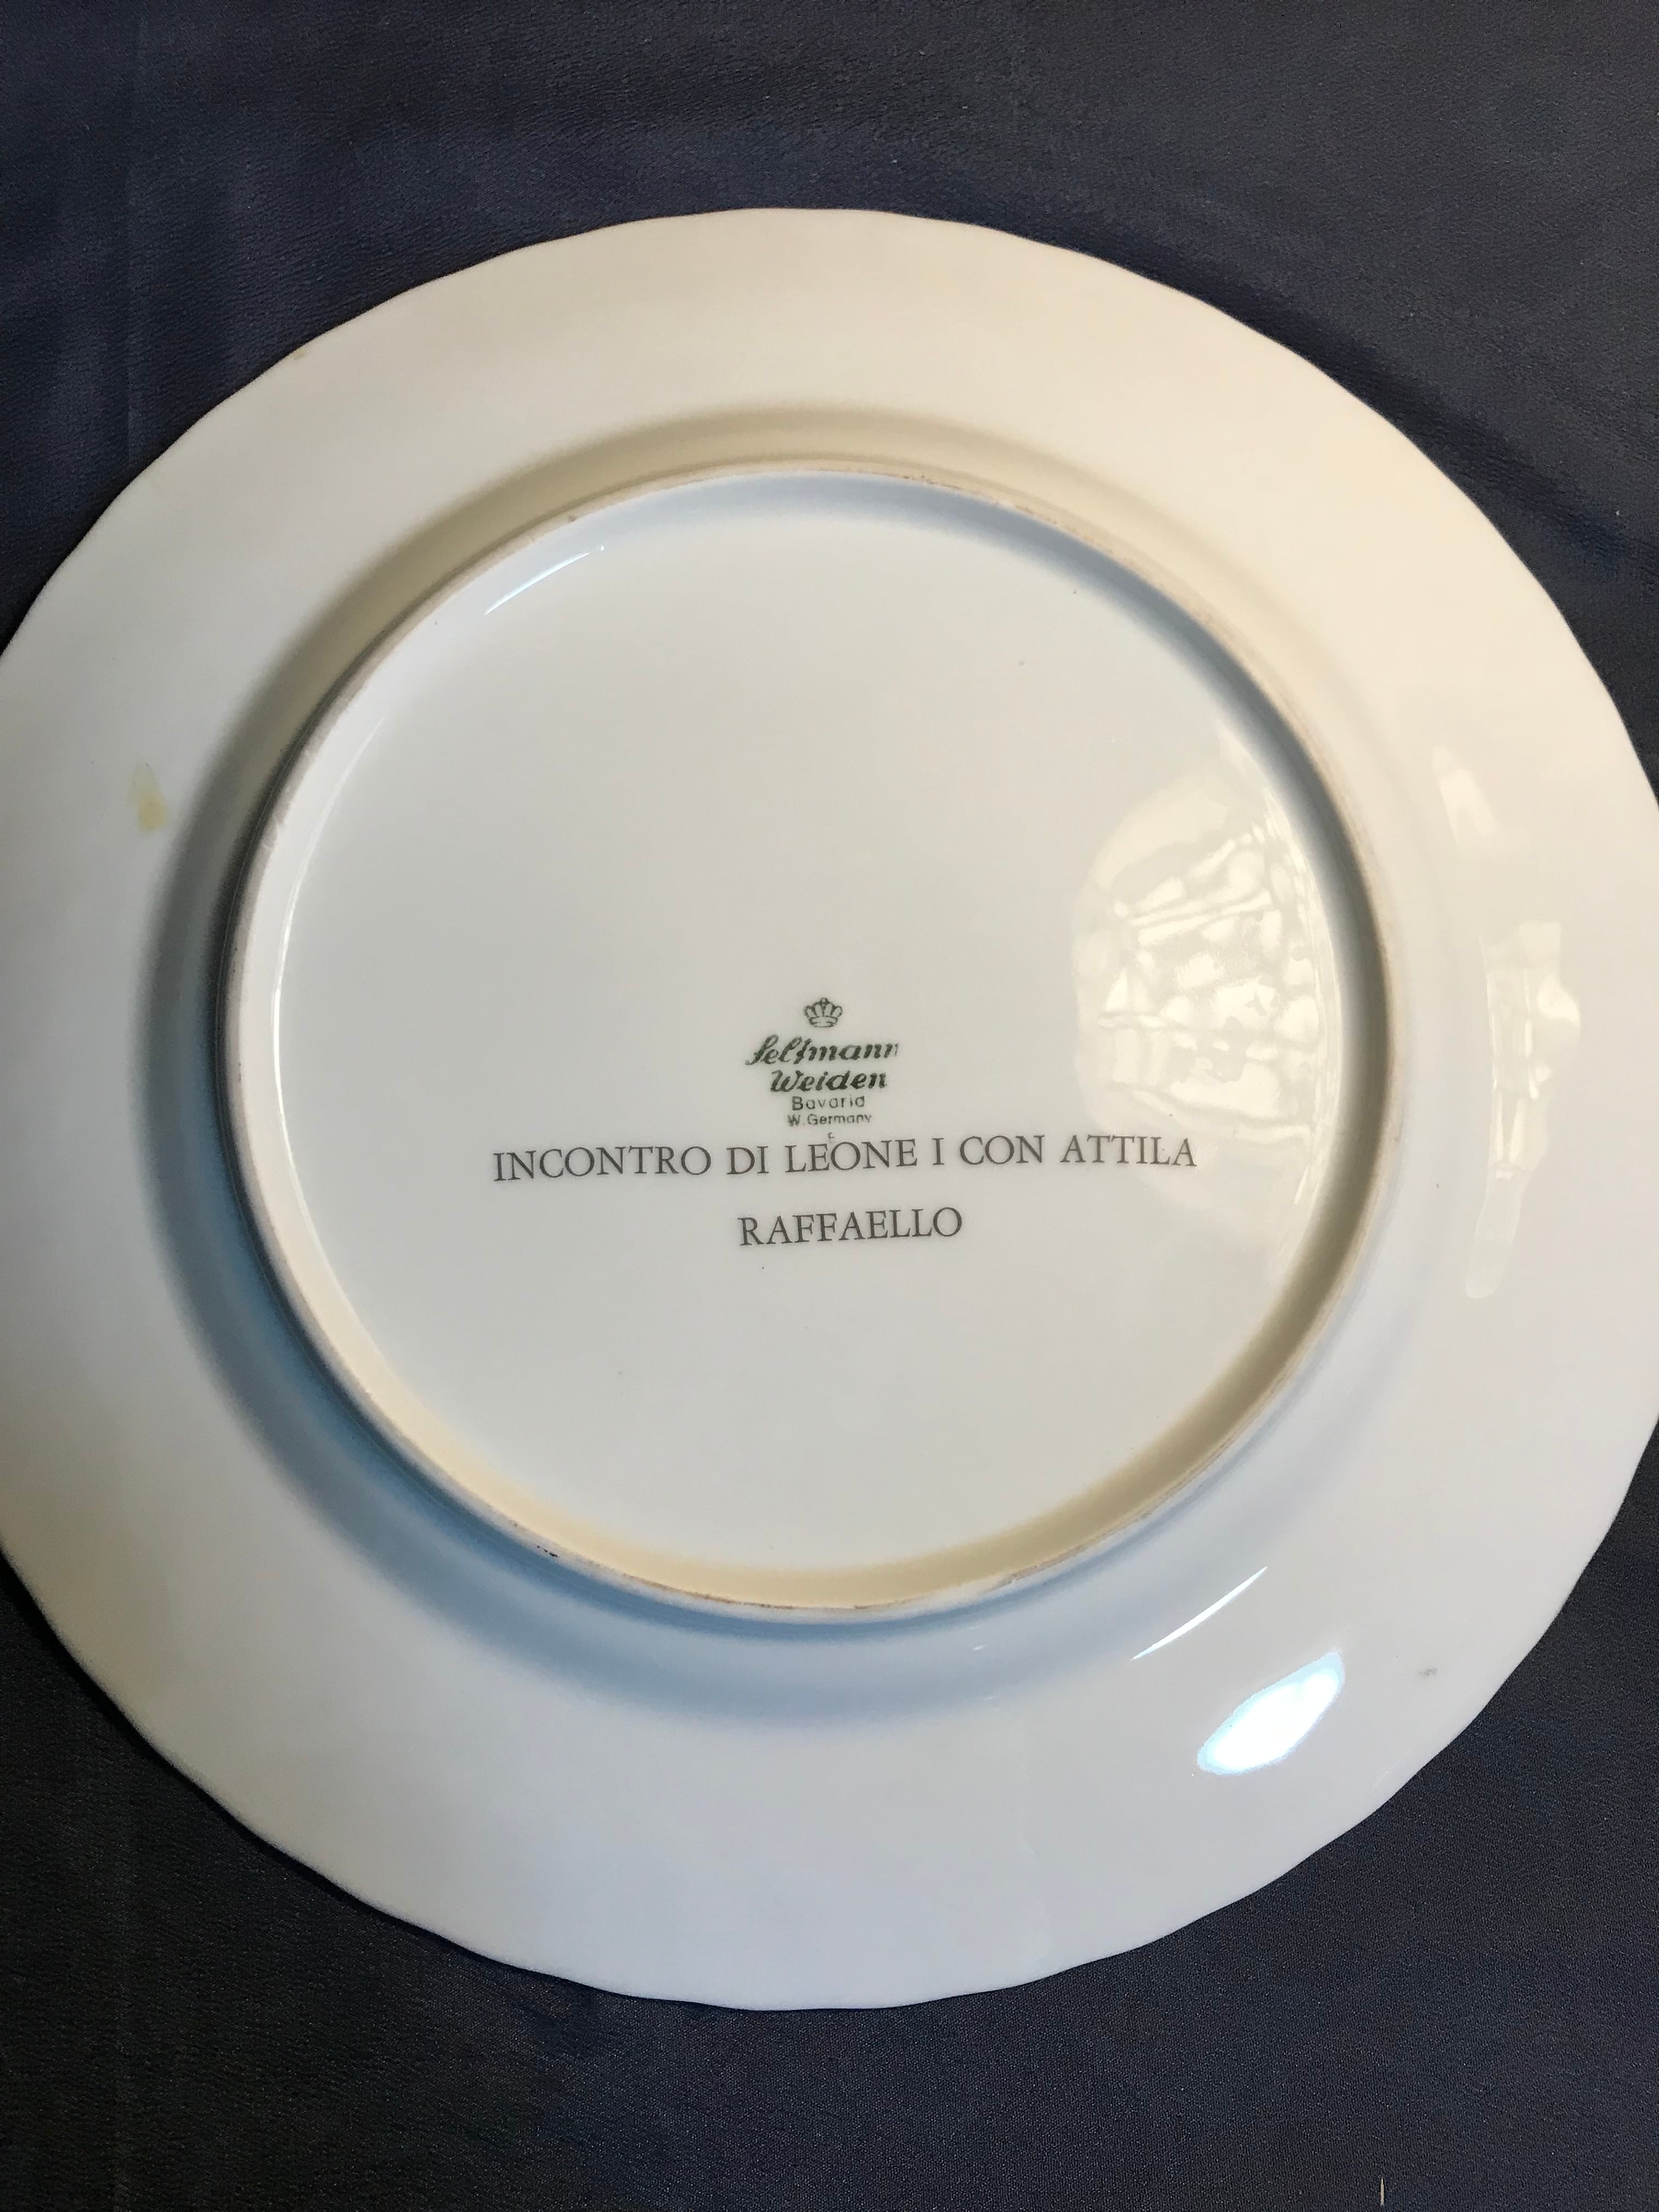 Seltmann
Weiden
Bavaria
W.Germany
c
INCONTRO DI LEONE I CON ATTILA
RAFFAELLO